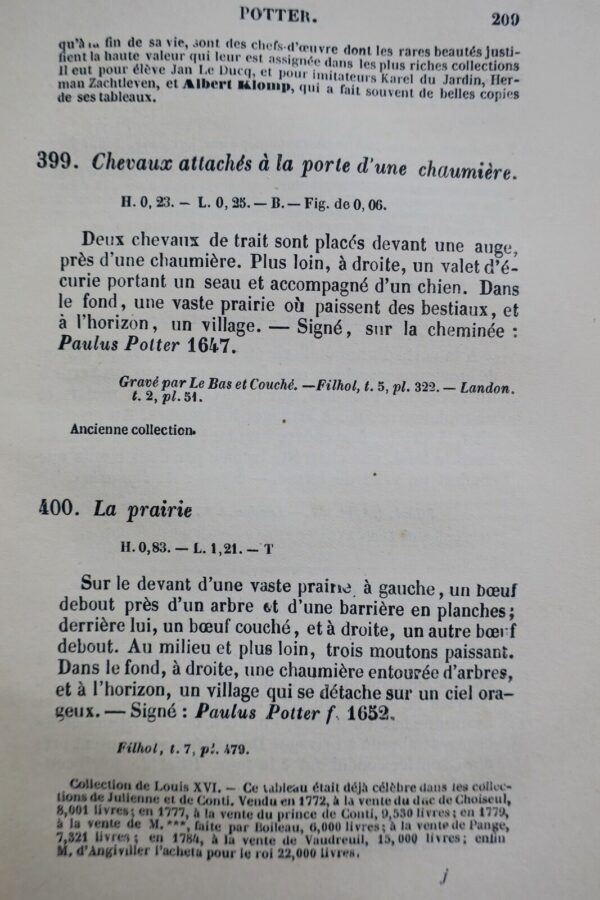 POTTER. 209
qu'à la fin de sa vie, sont des chefs-d'œuvre dont les rares beautés justi-
fient la haute valeur qui leur est assignée dans les plus riches collections
Il eut pour élève Jan Le Ducq, et pour imitateurs Karel du Jardin, Her-
man Zachtleven, et Albert Klomp, qui a fait souvent de belles copies
de ses tableaux.
399. Chevaux attachés à la porte d'une chaumière.
H. 0, 23. — L. 0, 25. — B. — Fig. de 0, 06.
Deux chevaux de trait sont placés devant une auge,
près d'une chaumière. Plus loin, à droite, un valet d'é-
curie portant un seau et accompagné d'un chien. Dans
le fond, une vaste prairie où paissent des bestiaux, et
à l'horizon, un village. — Signé, sur la cheminée :
Paulus Potter 1647.
Gravé par Le Bas et Couché. — Filhol, t. 5, pl. 322. — Landon.
t. 2, pl. 51.
Ancienne collection.
400. La prairie
H. 0,83. — L. 1,21. — T
Sur le devant d'une vaste prairie, à gauche, un bœuf
debout près d'un arbre et d'une barrière en planches;
derrière lui, un bœuf couché, et à droite, un autre bœuf
debout. Au milieu et plus loin, trois moutons paissant.
Dans le fond, à droite, une chaumière entourée d'arbres,
et à l'horizon, un village qui se détache sur un ciel ora-
geux. — Signé : Paulus Potter f. 1652.
Filhol, t. 7, pl. 479.
Collection de Louis XVI. — Ce tableau était déjà célèbre dans les collec-
tions de Julienne et de Conti. Vendu en 1772, à la vente du duc de Choiseul,
8,001 livres; en 1777, à la vente du prince de Conti, 9,530 livres; en 1779,
à la vente de M. ***, faite par Boileau, 6,000 livres; à la vente de Pange,
7,321 livres; en 1784, à la vente de Vaudreuil, 15,000 livres; enfin
M. d'Angiviller l'acheta pour le roi 22,000 livres.
j